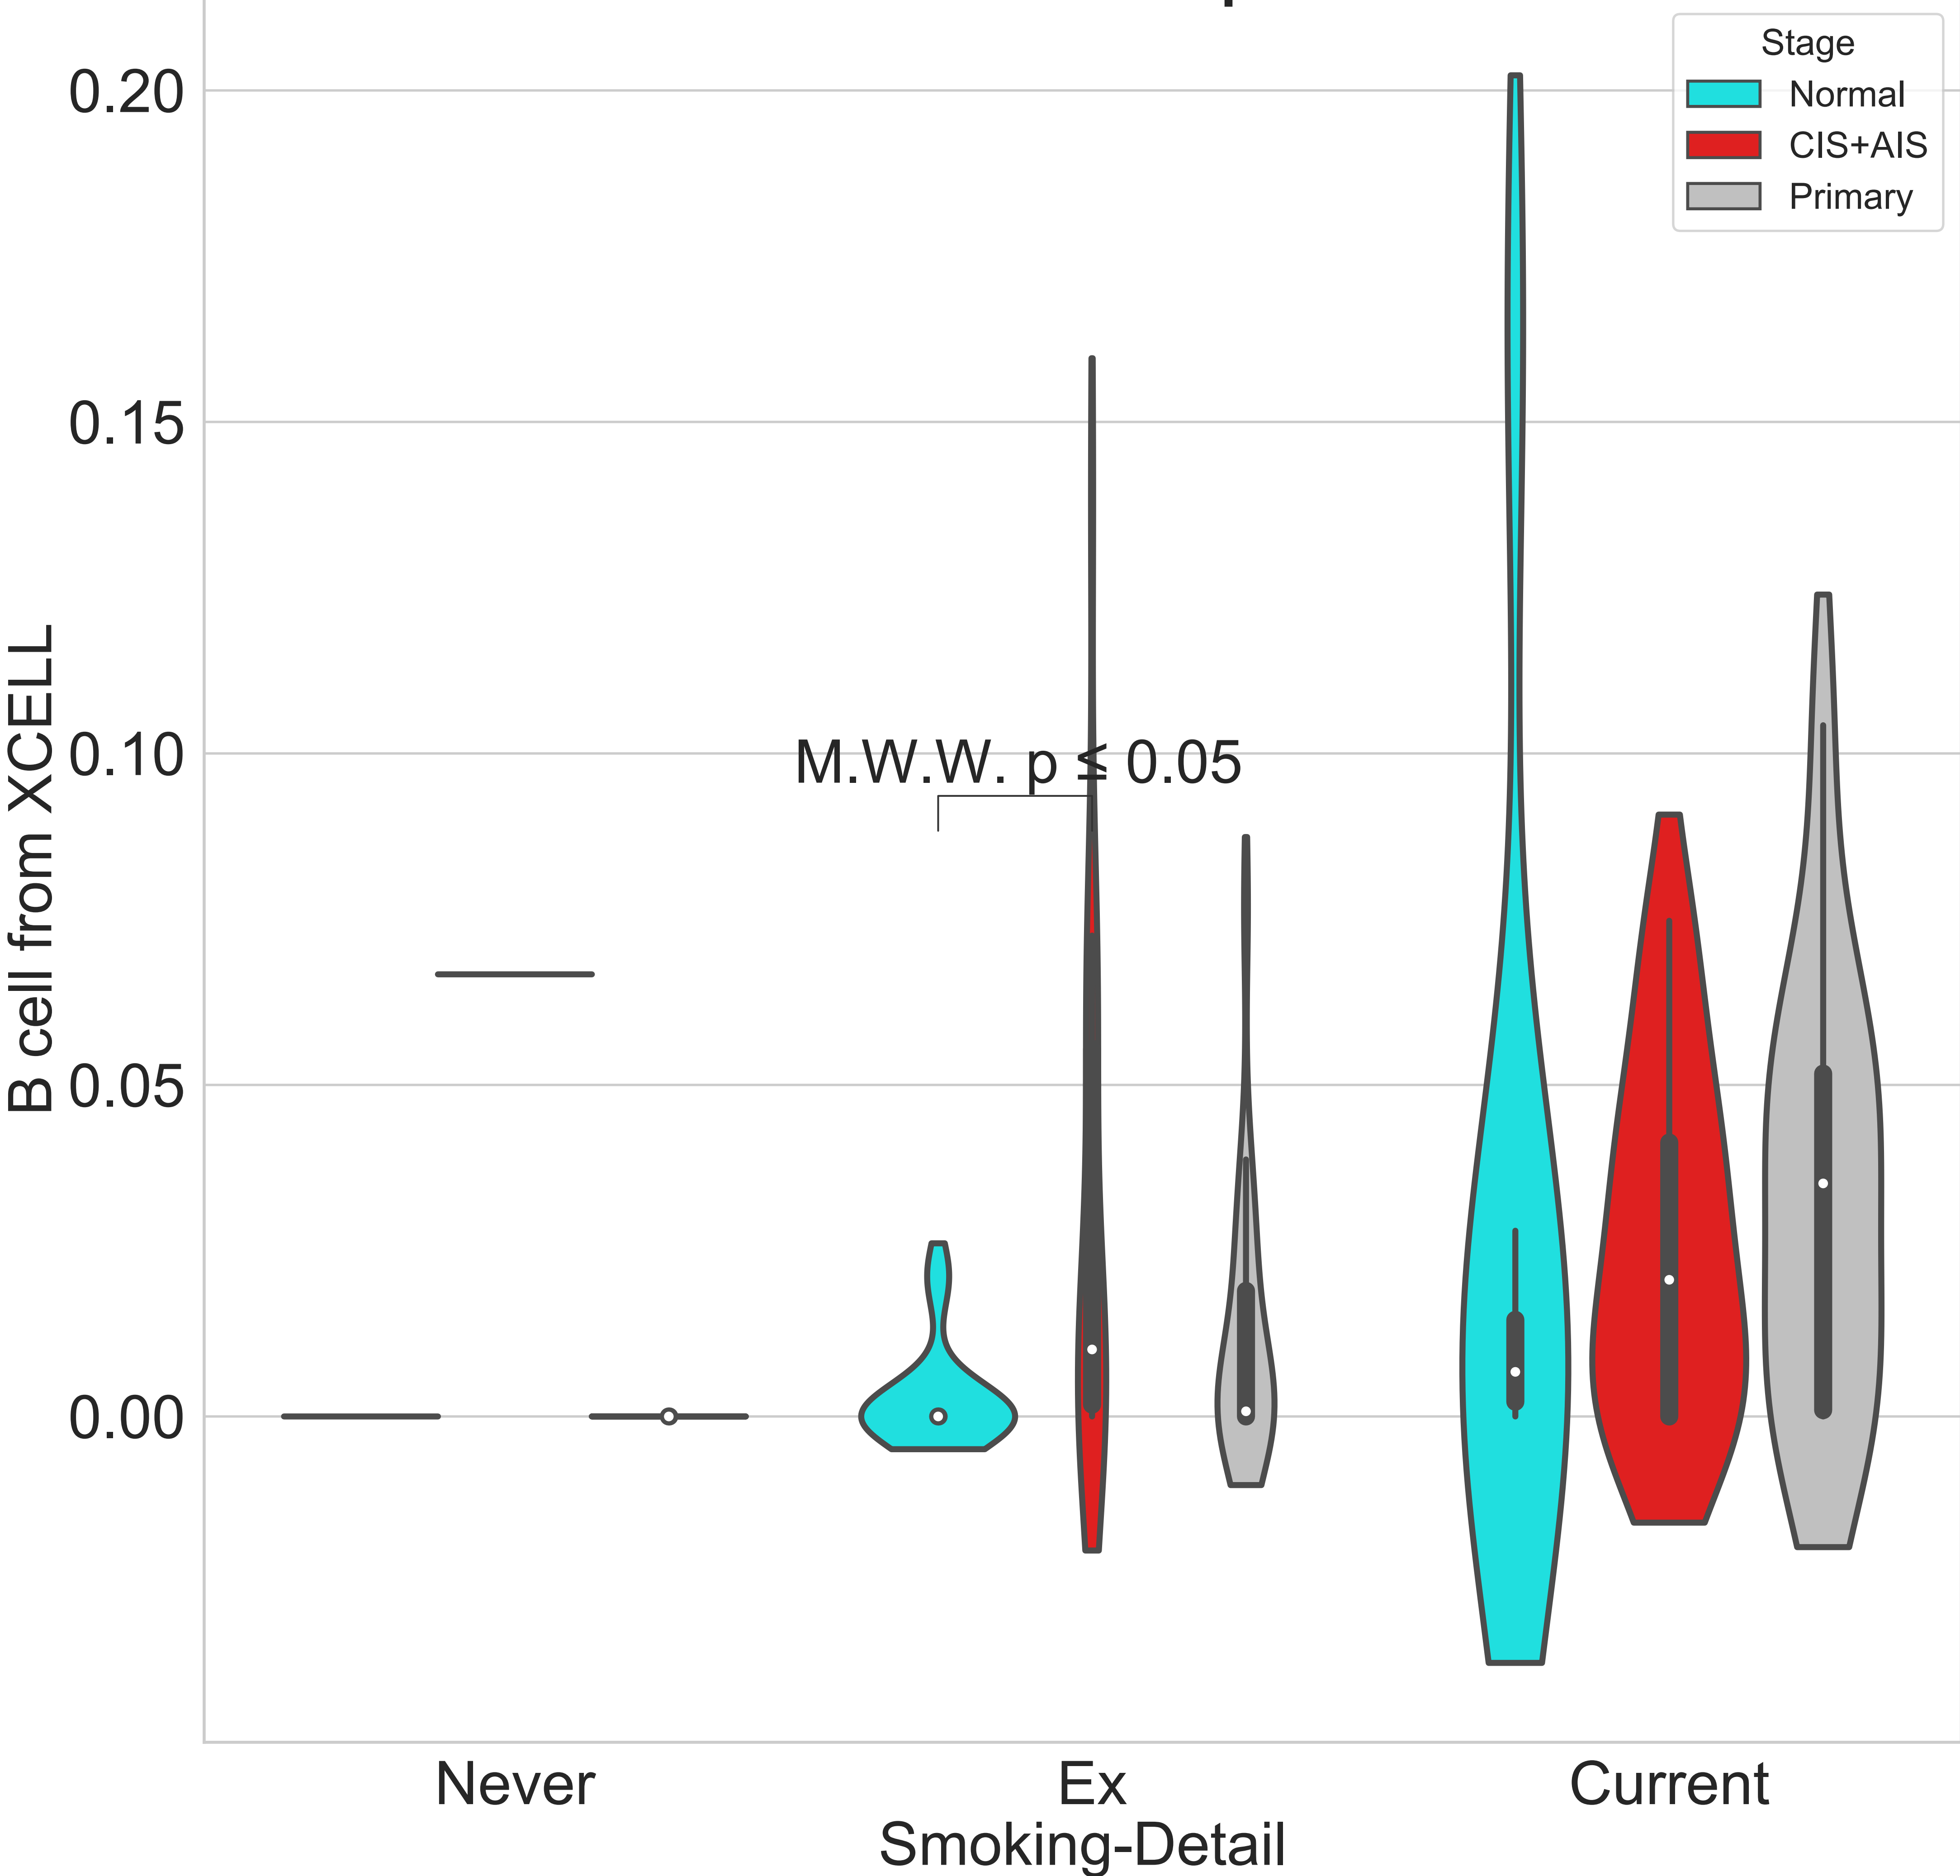 Stage
Normal
CIS+AIS
Primary
0.20
0.15
0.10
0.05
0.00
B cell from XCELL
M.W.W. p ≤ 0.05
Never
Ex
Current
Smoking-Detail